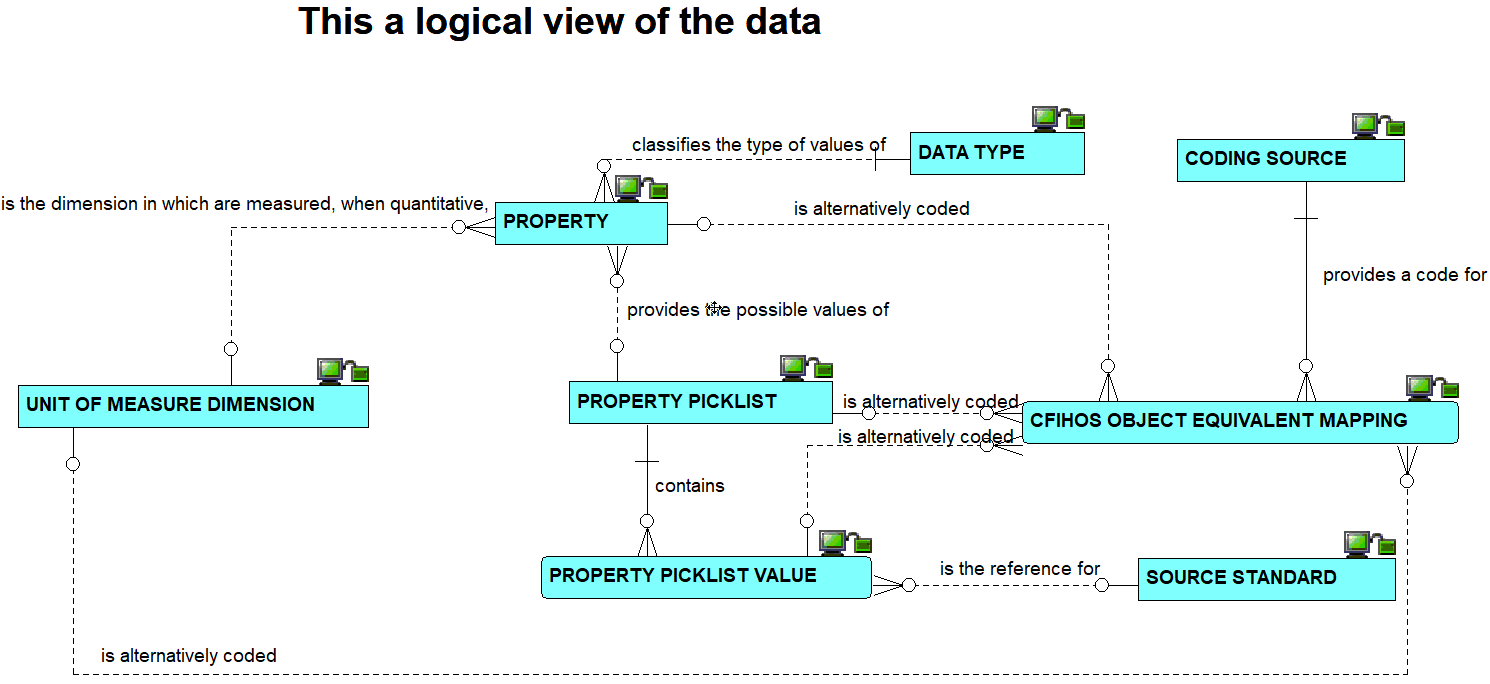 This a logical view of the data
classifies the type of values of
DATA TYPE
CODING SOURCE
is the dimension in which are measured, when quantitative,
PROPERTY
is alternatively coded
provides a code for
provides the possible values of
UNIT OF MEASURE DIMENSION
PROPERTY PICKLIST
is alternatively coded
CFIHOS OBJECT EQUIVALENT MAPPING
is alternatively coded
contains
PROPERTY PICKLIST VALUE
is the reference for
SOURCE STANDARD
is alternatively coded